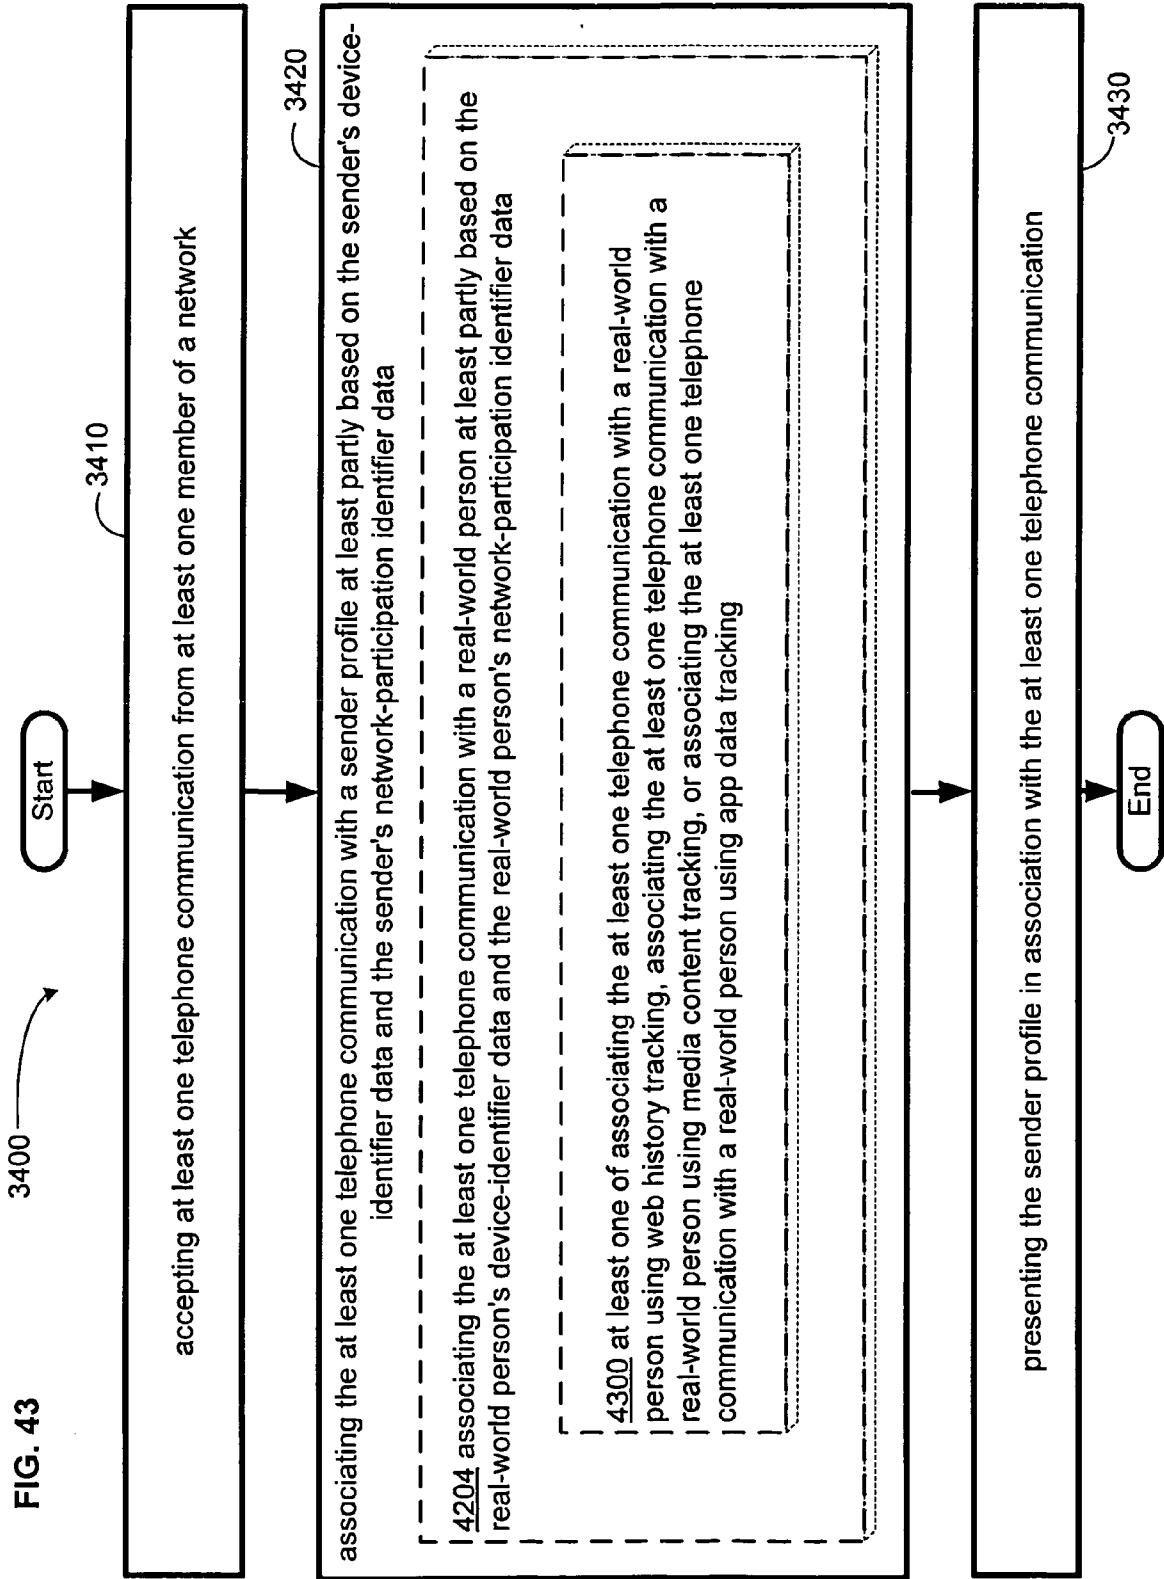 FIG. 43
3400
Start
3410
accepting at least one telephone communication from at least one member of a network
3420
associating the at least one telephone communication with a sender profile at least partly based on the sender's device-
identifier data and the sender's network-participation identifier data
4204 associating the at least one telephone communication with a real-world person at least partly based on the
real-world person's device-identifier data and the real-world person's network-participation identifier data
4300 at least one of associating the at least one telephone communication with a real-world
person using web history tracking, associating the at least one telephone communication with a
real-world person using media content tracking, or associating the at least one telephone
communication with a real-world person using app data tracking
3430
presenting the sender profile in association with the at least one telephone communication
End